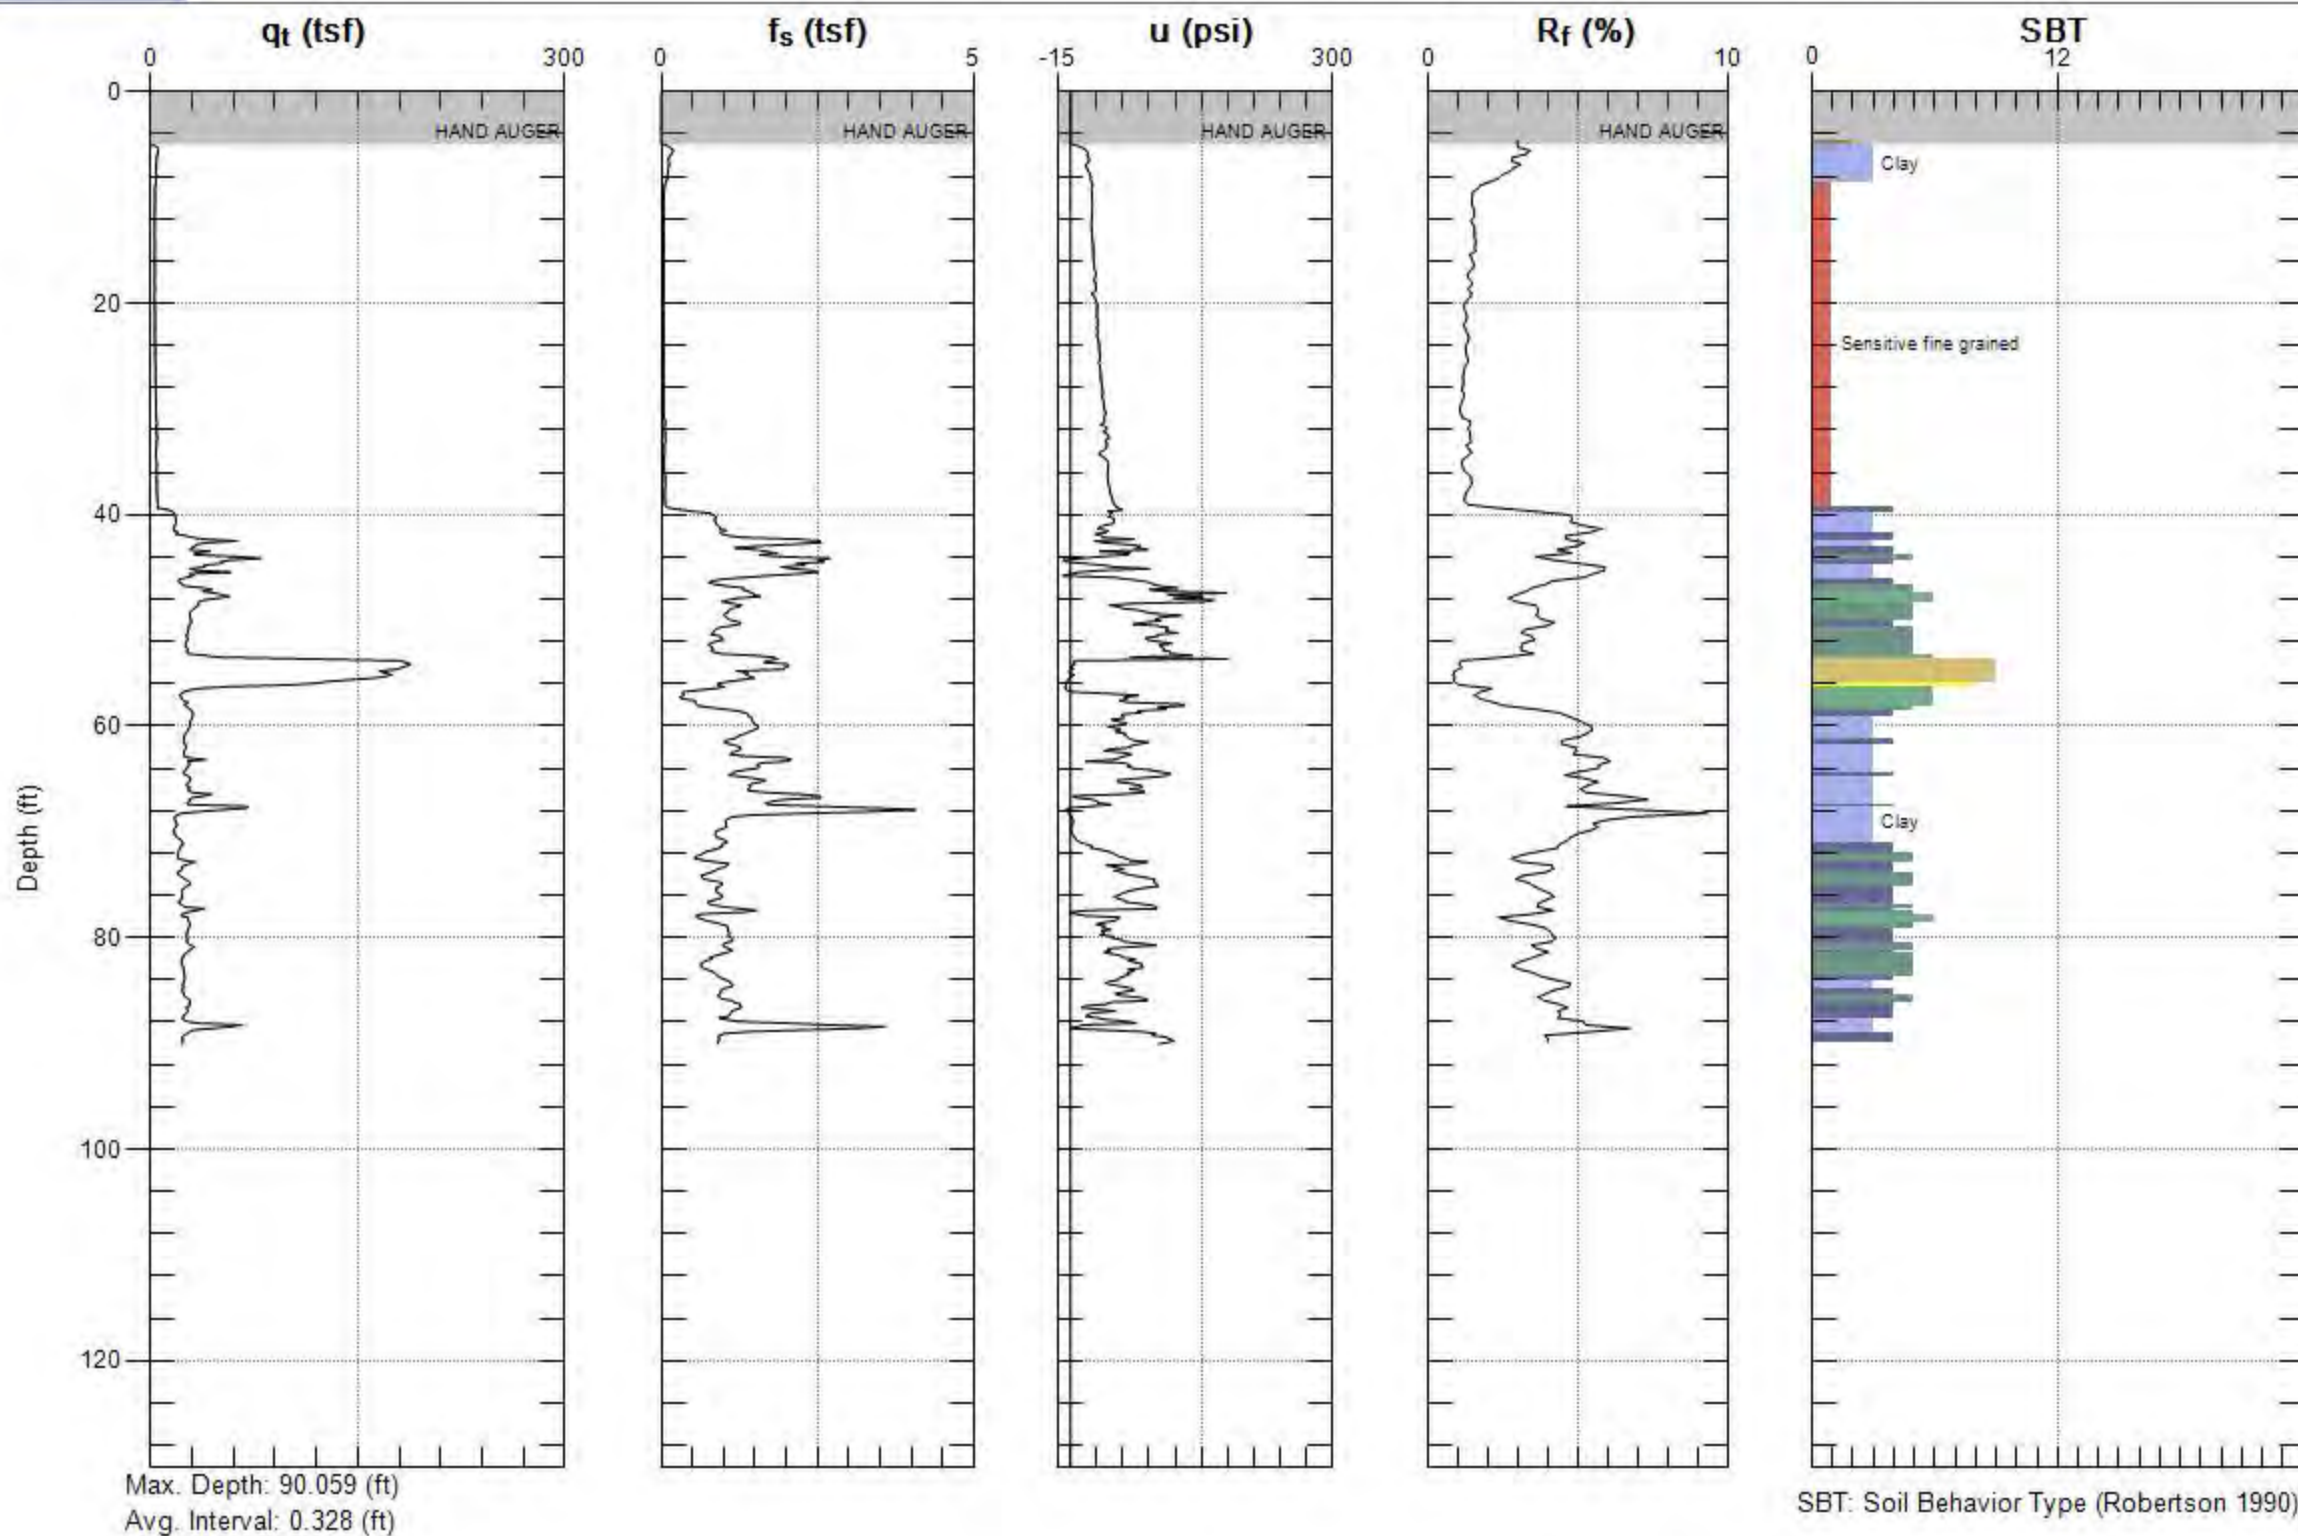 qt (tsf) fs (tsf) u (psi) Rf (%) SBT
0 300 0 5 -15 300 0 10 0 12
0
HAND AUGER HAND AUGER HAND AUGER HAND AUGER
Clay
20
Sensitive fine grained
40
60
Clay
Depth (ft)
80
100
120
Max. Depth: 90.059 (ft)
Avg. Interval: 0.328 (ft)
SBT: Soil Behavior Type (Robertson 1990)